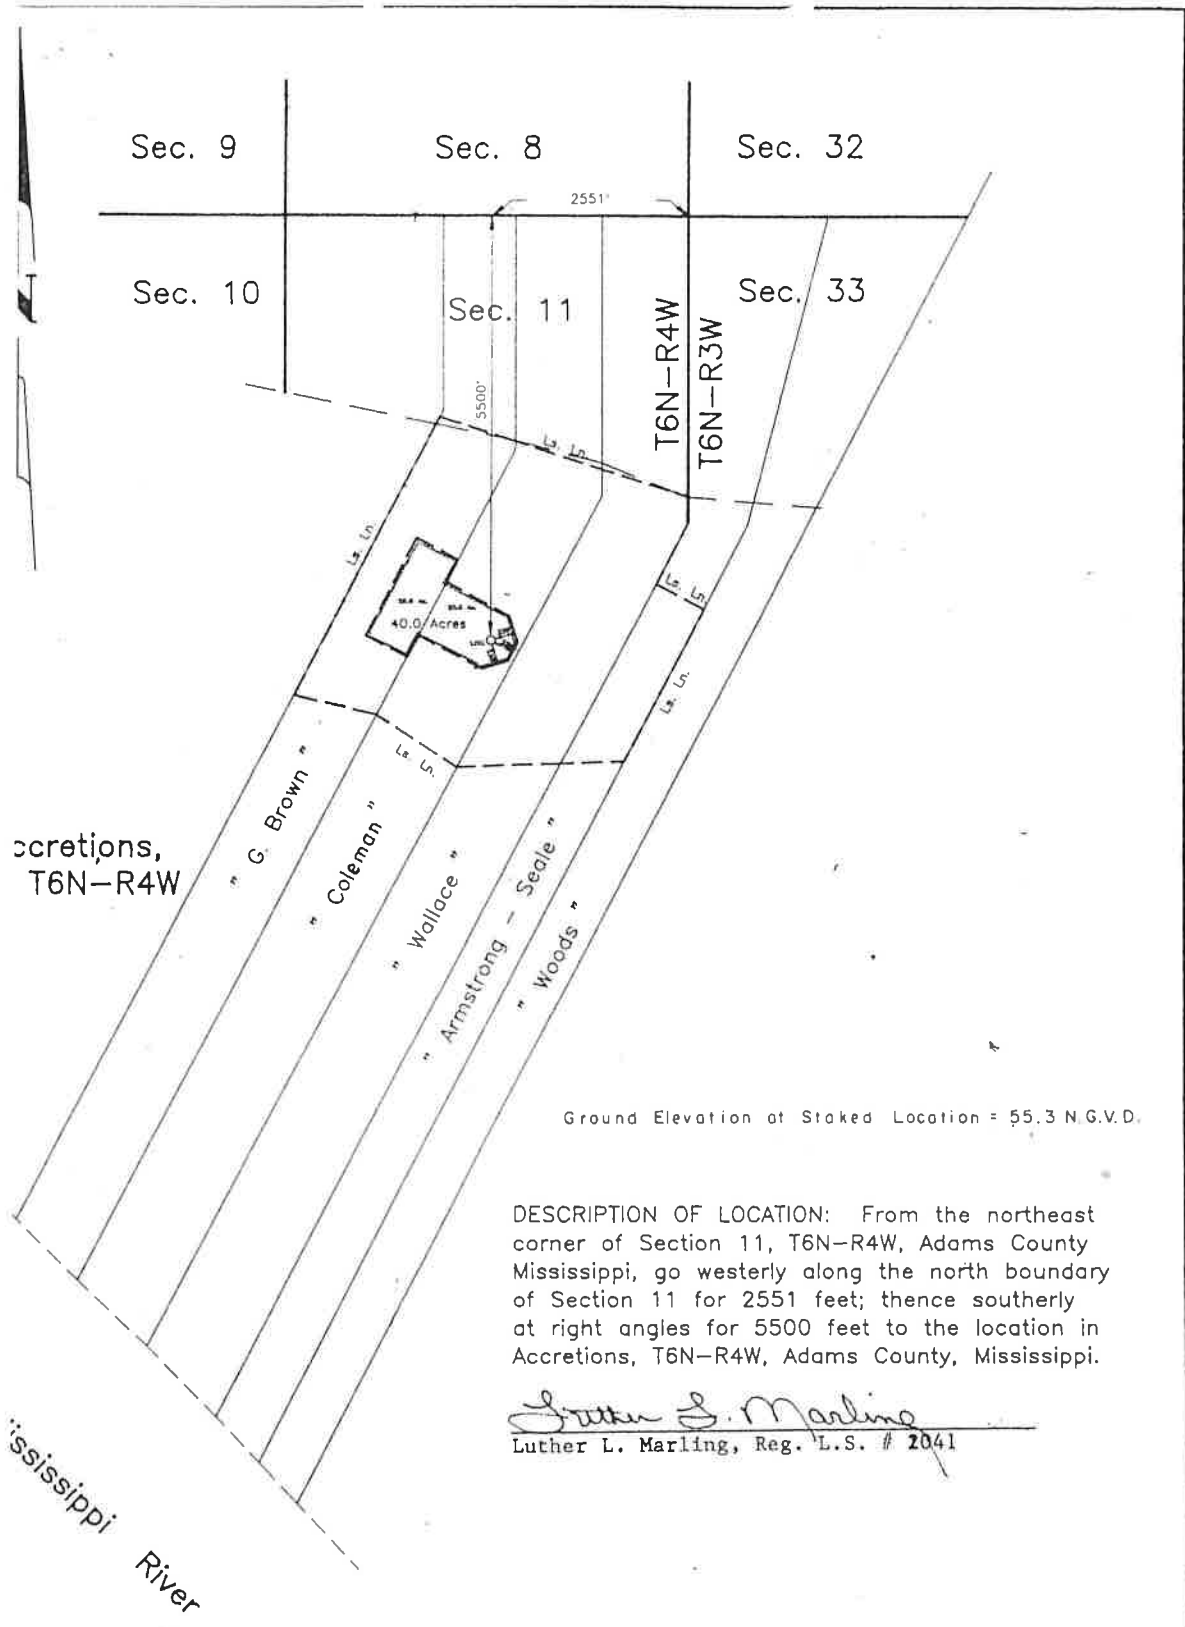 Sec. 9
Sec. 8
Sec. 32
2551'
Sec. 10
Sec. 11
Sec. 33
T6N-R4W
T6N-R3W
5500'
Ls. Ln.
Ls. Ln.
Ls. Ln.
40.0 Acres
Ls. Ln.
Ls. Ln.
" G. Brown "
" Coleman "
" Wallace "
" Armstrong - Seale "
" Woods "
ccretions,
T6N-R4W
Ground Elevation at Staked Location = 55.3 N.G.V.D.
DESCRIPTION OF LOCATION: From the northeast
corner of Section 11, T6N-R4W, Adams County
Mississippi, go westerly along the north boundary
of Section 11 for 2551 feet; thence southerly
at right angles for 5500 feet to the location in
Accretions, T6N-R4W, Adams County, Mississippi.
Luther L. Marling
Luther L. Marling, Reg. L.S. # 2041
ississippi River